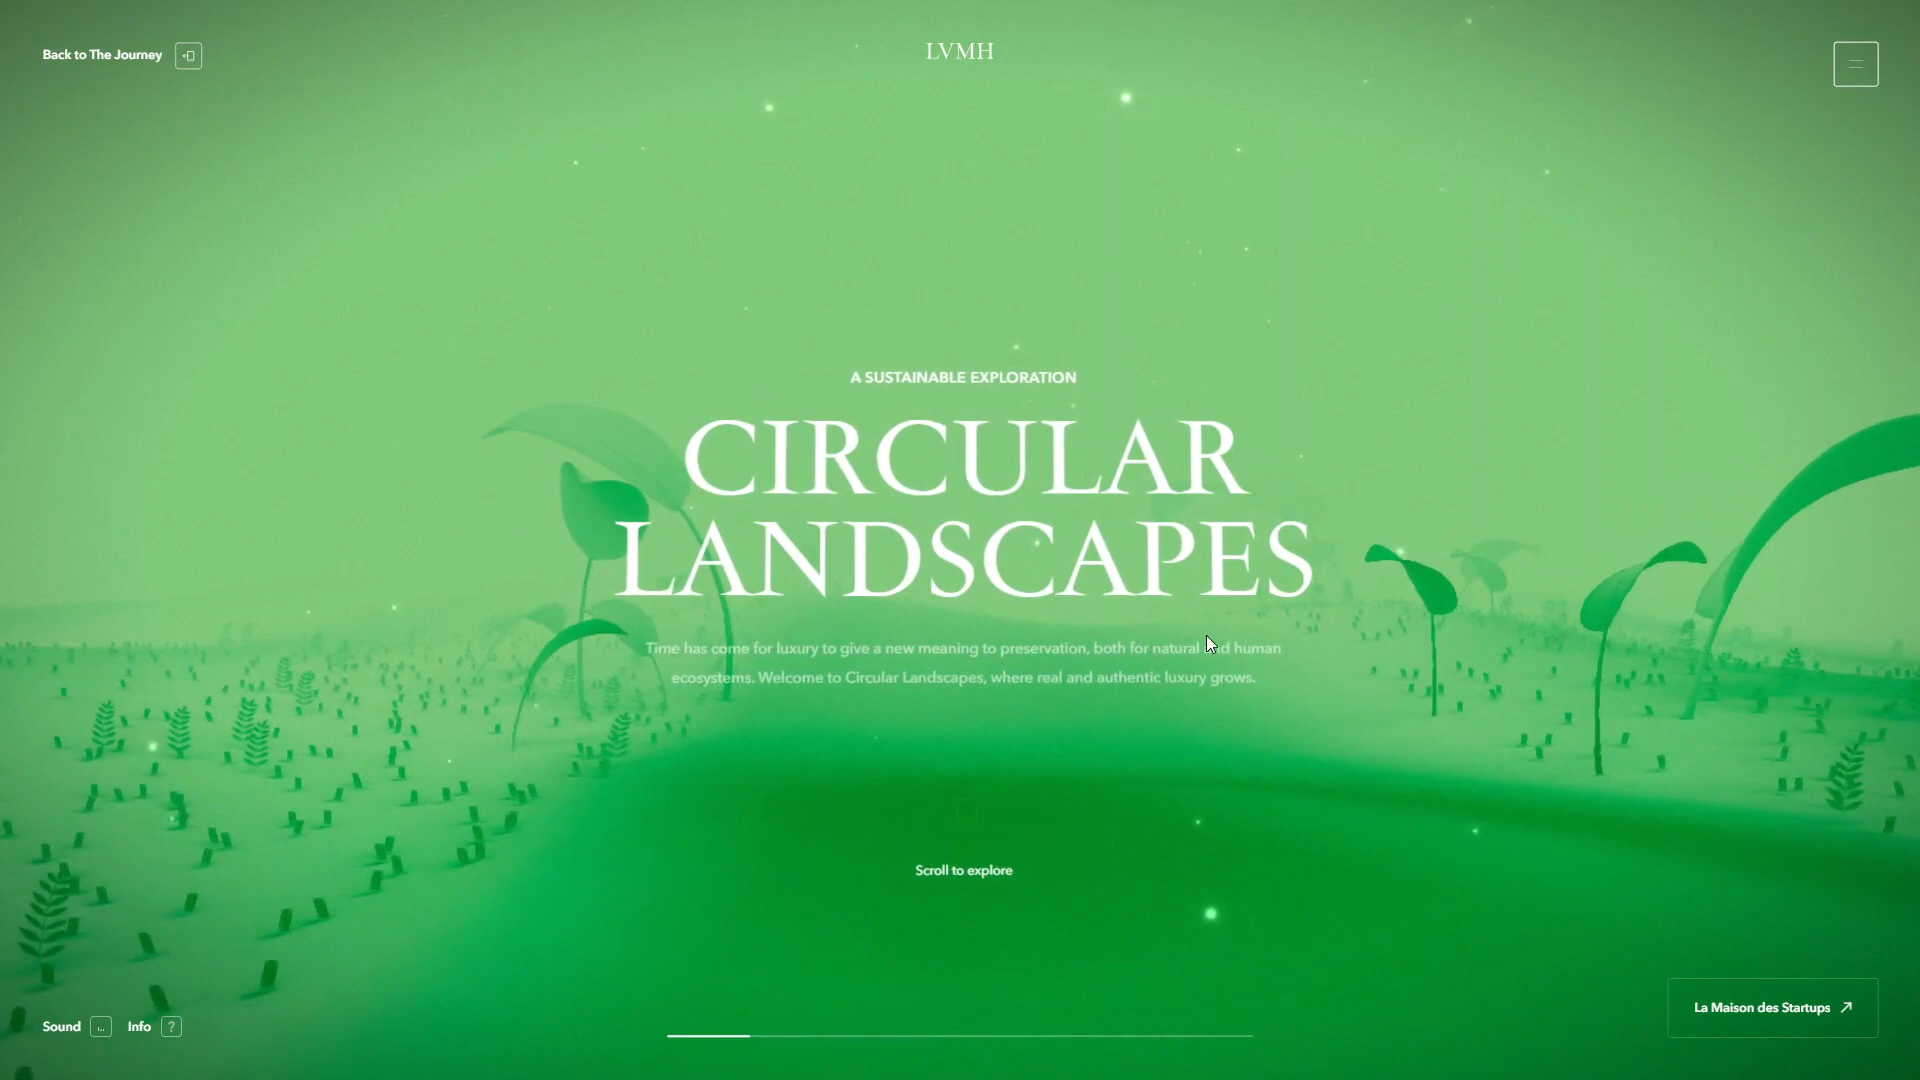 Back to The Journey
LVMH
A SUSTAINABLE EXPLORATION
CIRCULAR
LANDSCAPES
Time has come for luxury to give a new meaning to preservation, both for natural and human
ecosystems. Welcome to Circular Landscapes, where real and authentic luxury grows.
Scroll to explore
Sound
Info ?
La Maison des Startups